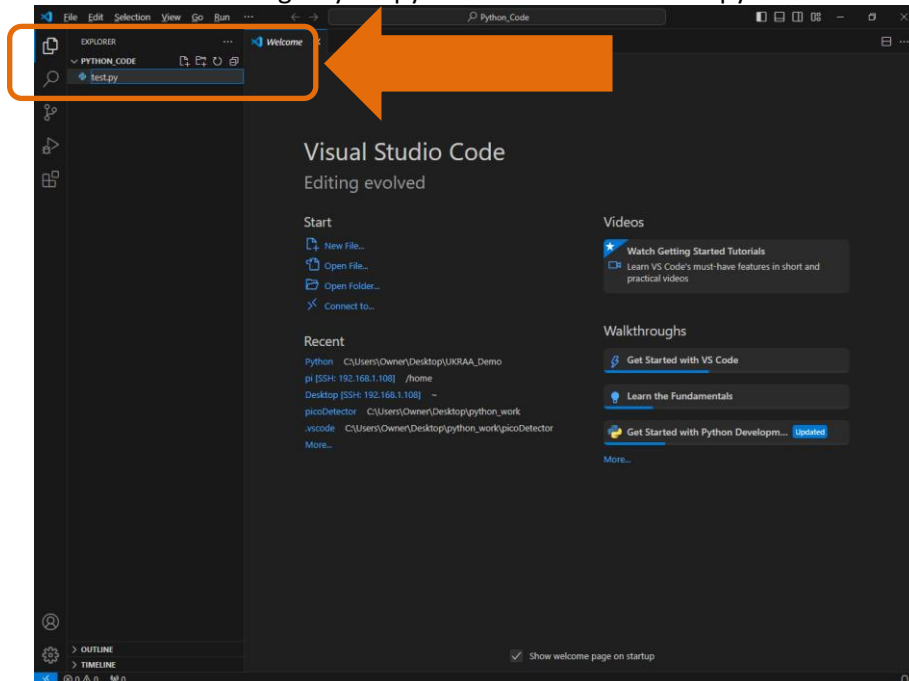 File Edit Selection View Go Run ... Python_Code
EXPLORER ...
Welcome
PYTHON_CODE
test.py
Visual Studio Code
Editing evolved
Start
New File...
Open File...
Open Folder...
Connect to...
Recent
Python C:\Users\Owner\Desktop\UKRAA_Demo
pi [SSH: 192.168.1.108] /home
Desktop [SSH: 192.168.1.108] ~
picoDetector C:\Users\Owner\Desktop\python_work
.vscode C:\Users\Owner\Desktop\python_work\picoDetector
More...
Videos
Watch Getting Started Tutorials
Learn VS Code's must-have features in short and
practical videos
Walkthroughs
Get Started with VS Code
Learn the Fundamentals
Get Started with Python Developm... Updated
More...
OUTLINE
TIMELINE
Show welcome page on startup
0 0 0